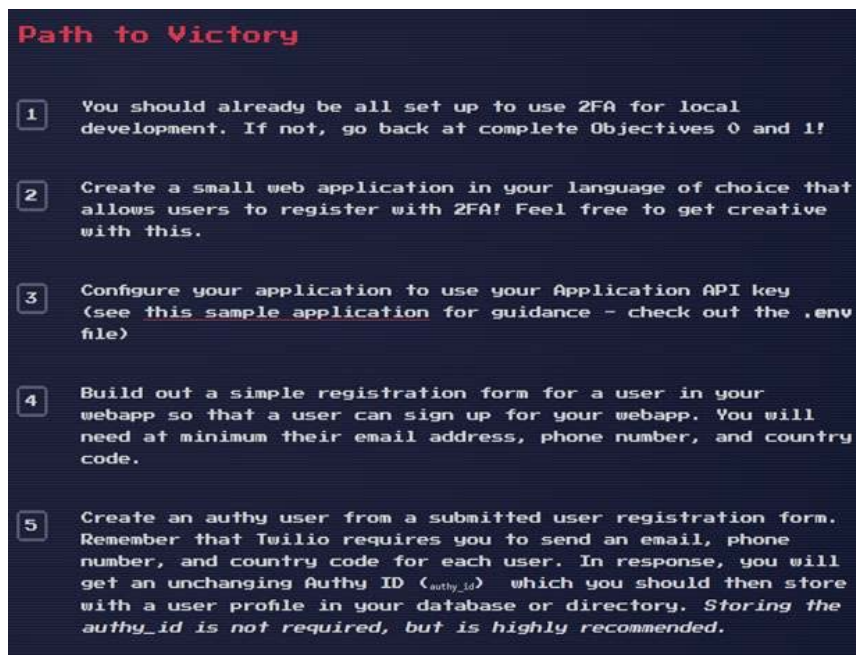 Path to Victory
1 You should already be all set up to use 2FA for local
development. If not, go back at complete Objectives 0 and 1!
2 Create a small web application in your language of choice that
allows users to register with 2FA! Feel free to get creative
with this.
3 Configure your application to use your Application API key
(see this sample application for guidance - check out the .env
file)
4 Build out a simple registration form for a user in your
webapp so that a user can sign up for your webapp. You will
need at minimum their email address, phone number, and country
code.
5 Create an authy user from a submitted user registration form.
Remember that Twilio requires you to send an email, phone
number, and country code for each user. In response, you will
get an unchanging Authy ID (authy_id) which you should then store
with a user profile in your database or directory. Storing the
authy_id is not required, but is highly recommended.